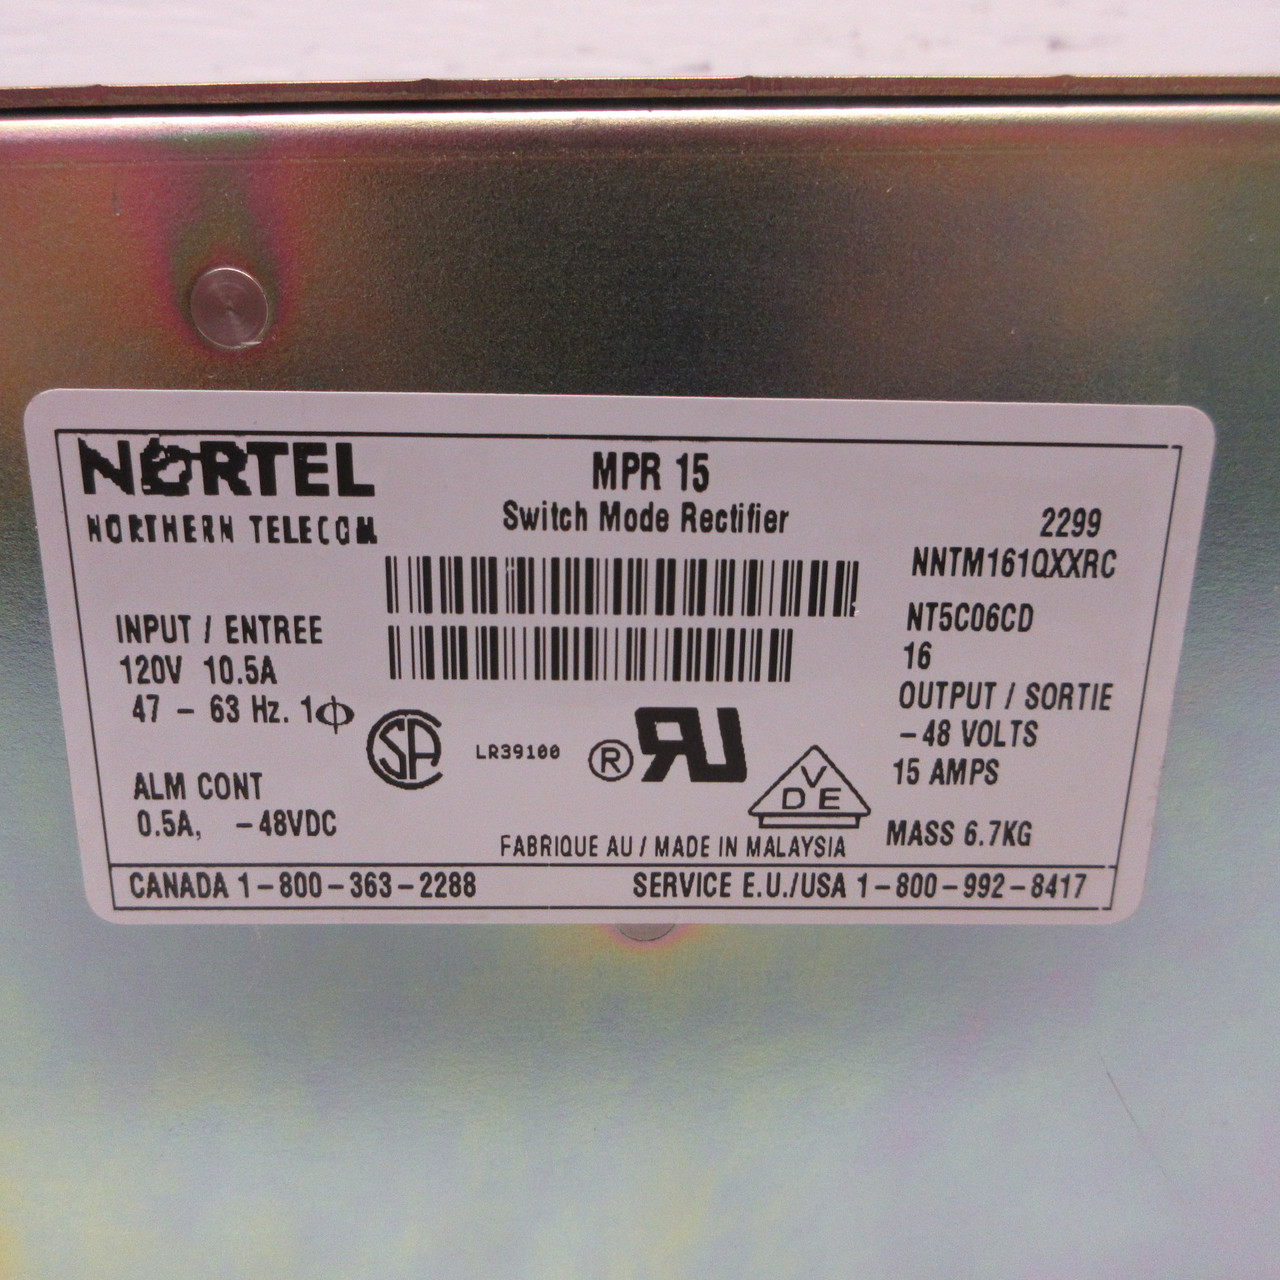 NORTEL
NORTHERN TELECOM
MPR 15
Switch Mode Rectifier
2299
NNTM161QXXRC
NT5C06CD
16
INPUT / ENTREE
120V 10.5A
47 - 63 Hz. 1ϕ
ALM CONT
0.5A, -48VDC
SA
LR39100
® RU
VDE
OUTPUT / SORTIE
-48 VOLTS
15 AMPS
MASS 6.7KG
FABRIQUE AU / MADE IN MALAYSIA
CANADA 1-800-363-2288
SERVICE E.U./USA 1-800-992-8417